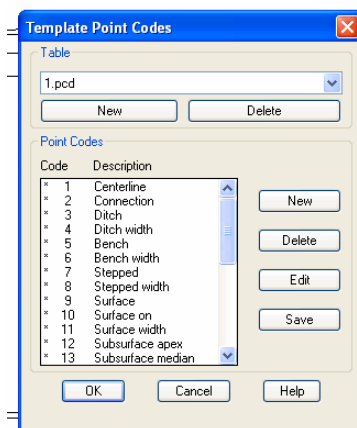 Template Point Codes
Table
1.pcd
New Delete
Point Codes
Code Description
* 1 Centerline
* 2 Connection
* 3 Ditch
* 4 Ditch width
* 5 Bench
* 6 Bench width
* 7 Stepped
* 8 Stepped width
* 9 Surface
* 10 Surface on
* 11 Surface width
* 12 Subsurface apex
* 13 Subsurface median
New
Delete
Edit
Save
OK Cancel Help